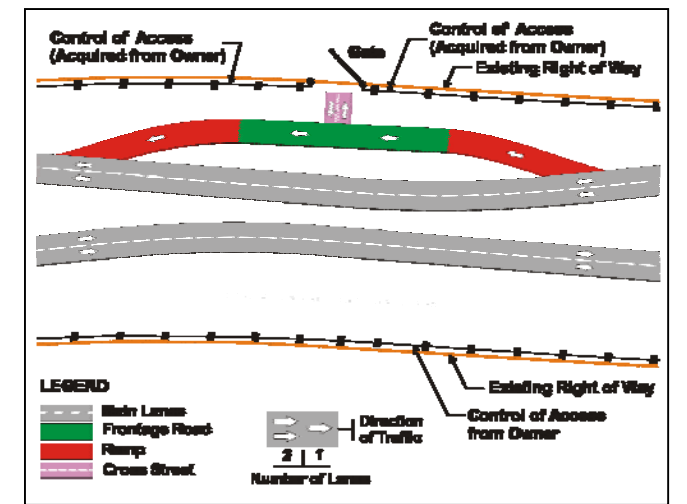 Control of Access
(Acquired from Owner)
Gate
Control of Access
(Acquired from Owner)
Existing Right of Way
Existing Right of Way
Control of Access
from Owner
LEGEND
Main Lanes
Frontage Road
Ramp
Cross Street
Direction
of Traffic
2 | 1
Number of Lanes